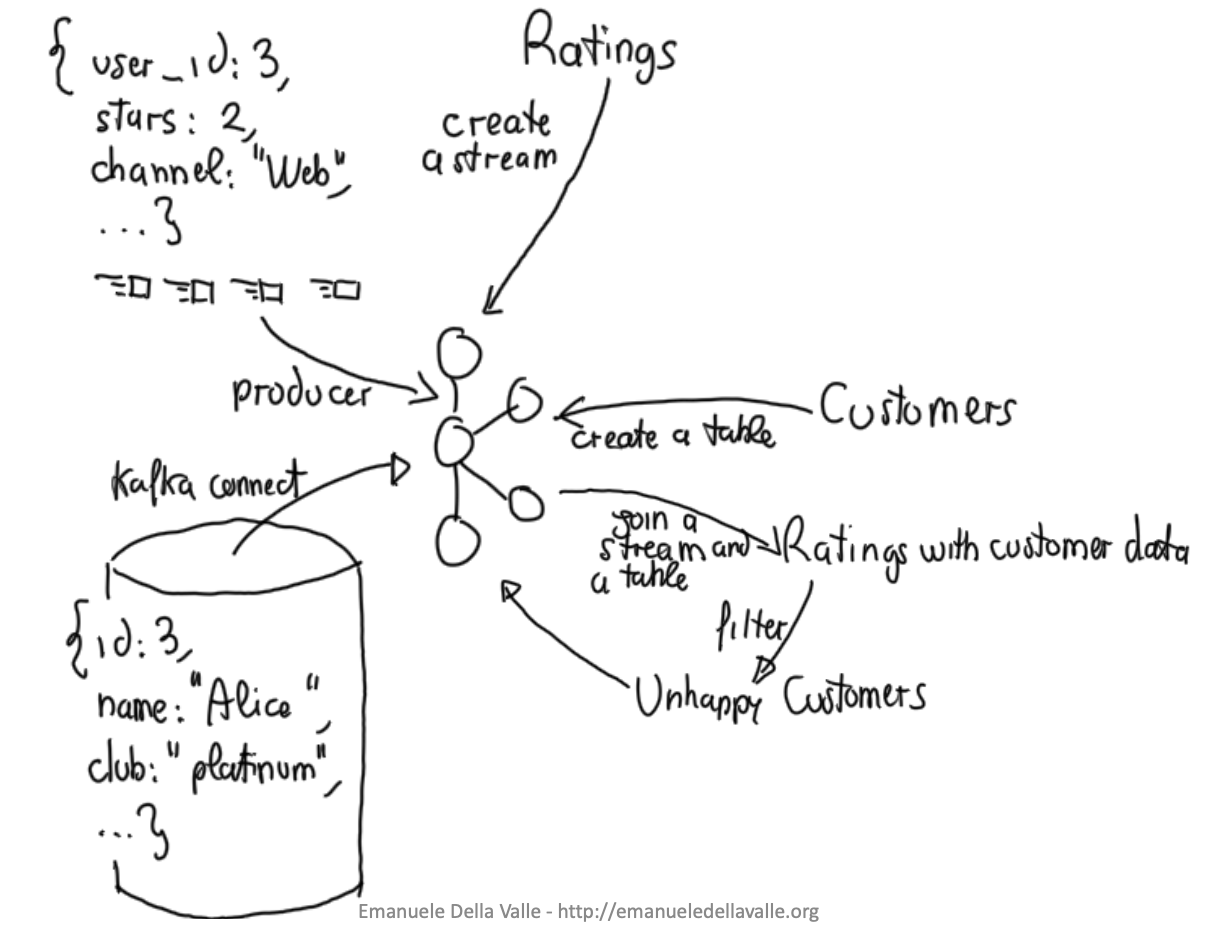 { user_id: 3,
stars: 2,
channel: "Web",
...}
Ratings
create
a stream
producer
Customers
create a table
Kafka connect
join a
stream and
a table
Ratings with customer data
filter
Unhappy Customers
{id: 3,
name: "Alice",
club: "platinum",
...}
Emanuele Della Valle - http://emanueledellavalle.org